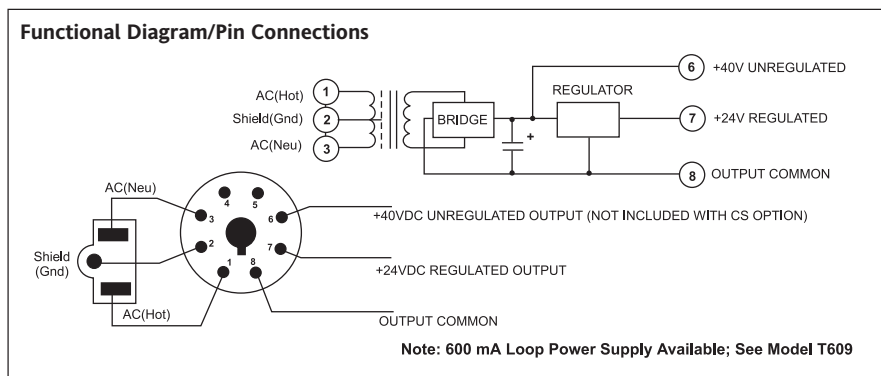 Functional Diagram/Pin Connections
6 +40V UNREGULATED
AC(Hot) 1
REGULATOR
Shield(Gnd) 2
BRIDGE
+
7 +24V REGULATED
AC(Neu) 3
8 OUTPUT COMMON
AC(Neu)
4 5
3 6
+40VDC UNREGULATED OUTPUT (NOT INCLUDED WITH CS OPTION)
Shield
(Gnd)
2 7
+24VDC REGULATED OUTPUT
1 8
AC(Hot)
OUTPUT COMMON
Note: 600 mA Loop Power Supply Available; See Model T609